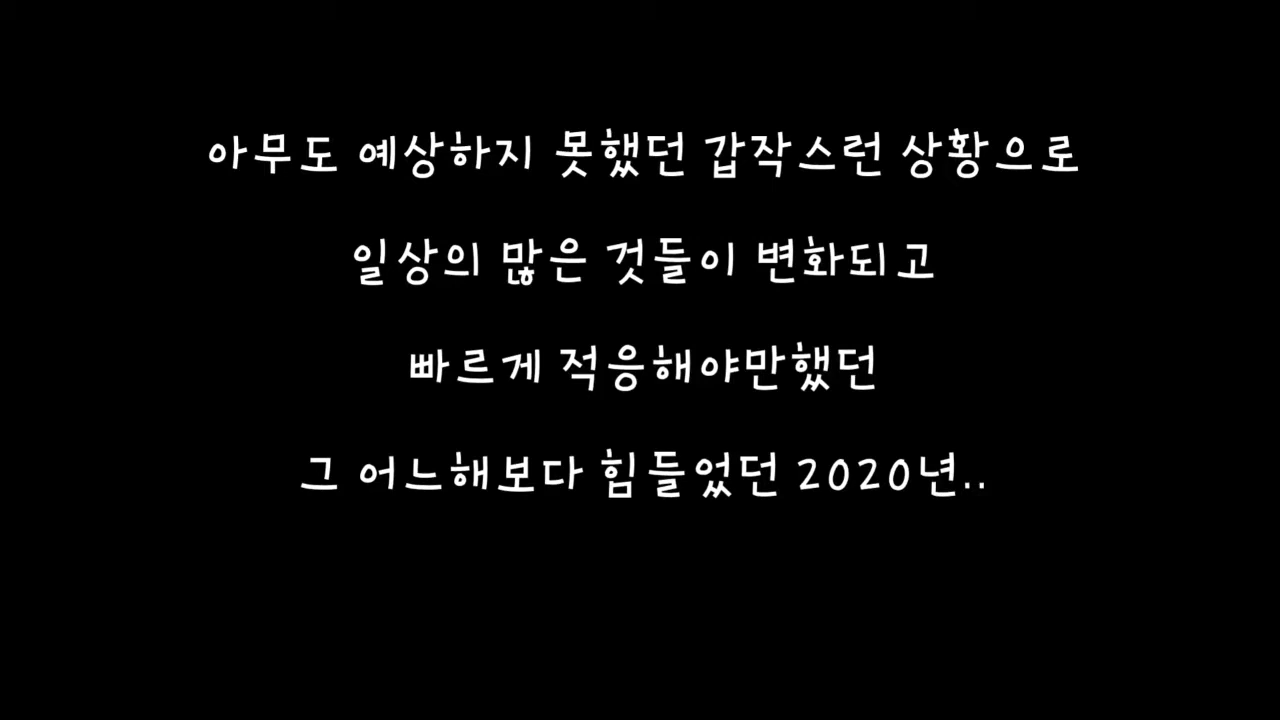 아무도 예상하지 못했던 갑작스런 상황으로
일상의 많은 것들이 변화되고
빠르게 적응해야만했던
그 어느해보다 힘들었던 2020년..